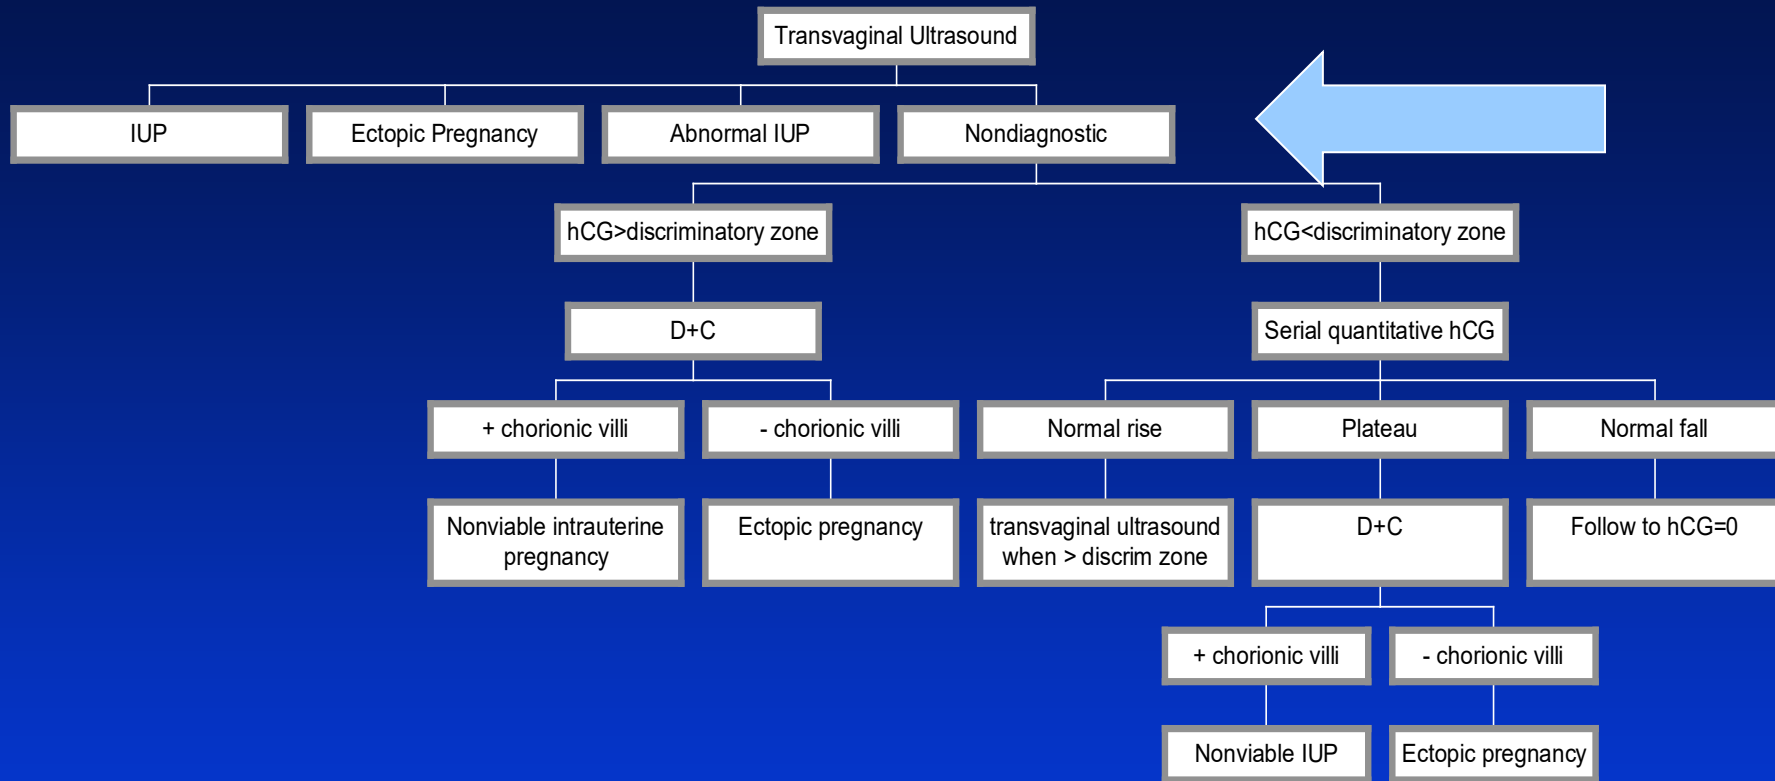 Transvaginal Ultrasound
IUP
Ectopic Pregnancy
Abnormal IUP
Nondiagnostic
hCG>discriminatory zone
hCG<discriminatory zone
D+C
Serial quantitative hCG
+ chorionic villi
- chorionic villi
Normal rise
Plateau
Normal fall
Nonviable intrauterine
pregnancy
Ectopic pregnancy
transvaginal ultrasound
when > discrim zone
D+C
Follow to hCG=0
+ chorionic villi
- chorionic villi
Nonviable IUP
Ectopic pregnancy